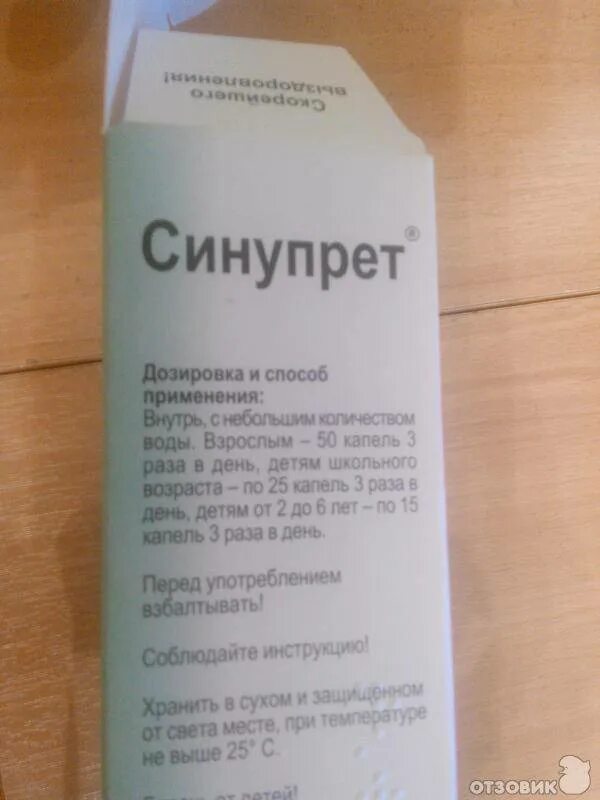 Скорейшего
выздоровления!
Синупрет®
Дозировка и способ
применения:
Внутрь, с небольшим количеством
воды. Взрослым – 50 капель 3
раза в день, детям школьного
возраста – по 25 капель 3 раза в
день, детям от 2 до 6 лет – по 15
капель 3 раза в день.
Перед употреблением
взбалтывать!
Соблюдайте инструкцию!
Хранить в сухом и защищенном
от света месте, при температуре
не выше 25° С.
от детей!
ОТЗОВИК